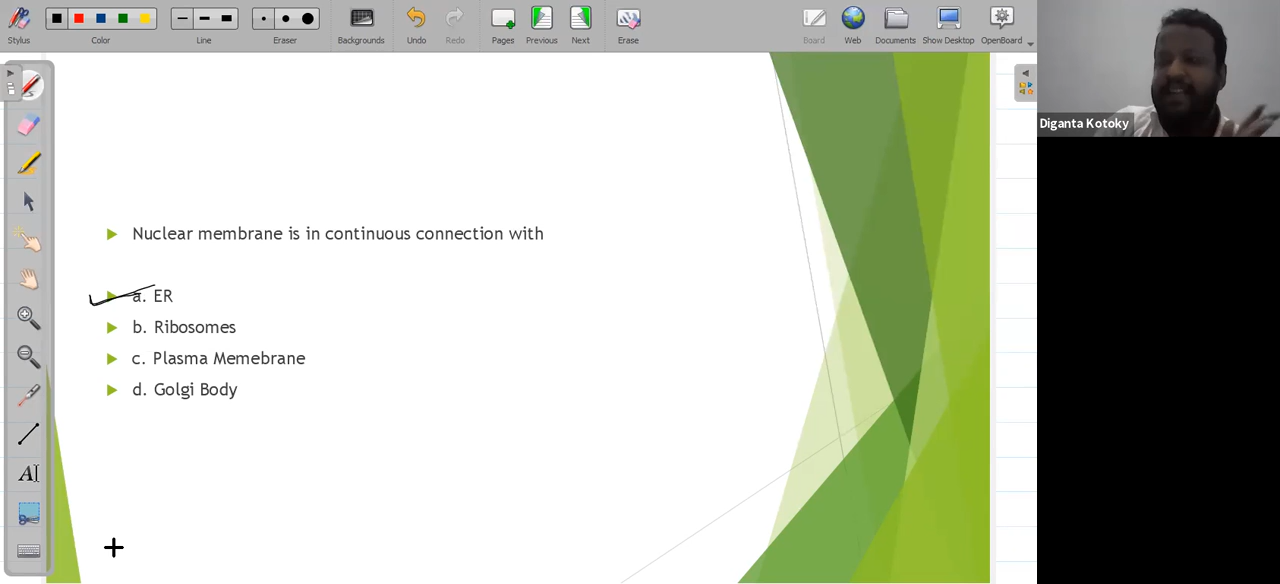 Stylus
Color
Line
Eraser
Backgrounds
Undo
Redo
Pages
Previous
Next
Erase
Board
Web
Documents
Show Desktop
OpenBoard
Diganta Kotoky
Nuclear membrane is in continuous connection with
a. ER
b. Ribosomes
c. Plasma Memebrane
d. Golgi Body